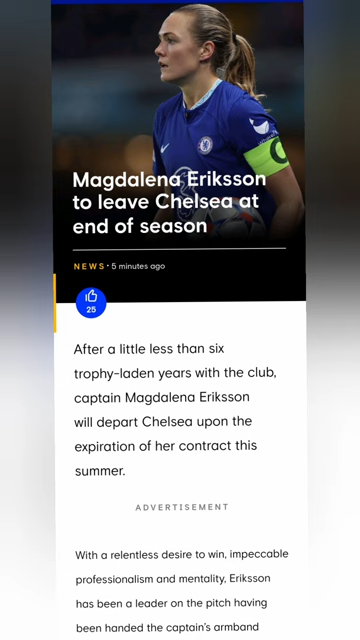 Magdalena Eriksson
to leave Chelsea at
end of season
NEWS • 5 minutes ago
25
After a little less than six
trophy-laden years with the club,
captain Magdalena Eriksson
will depart Chelsea upon the
expiration of her contract this
summer.
ADVERTISEMENT
With a relentless desire to win, impeccable
professionalism and mentality, Eriksson
has been a leader on the pitch having
been handed the captain's armband